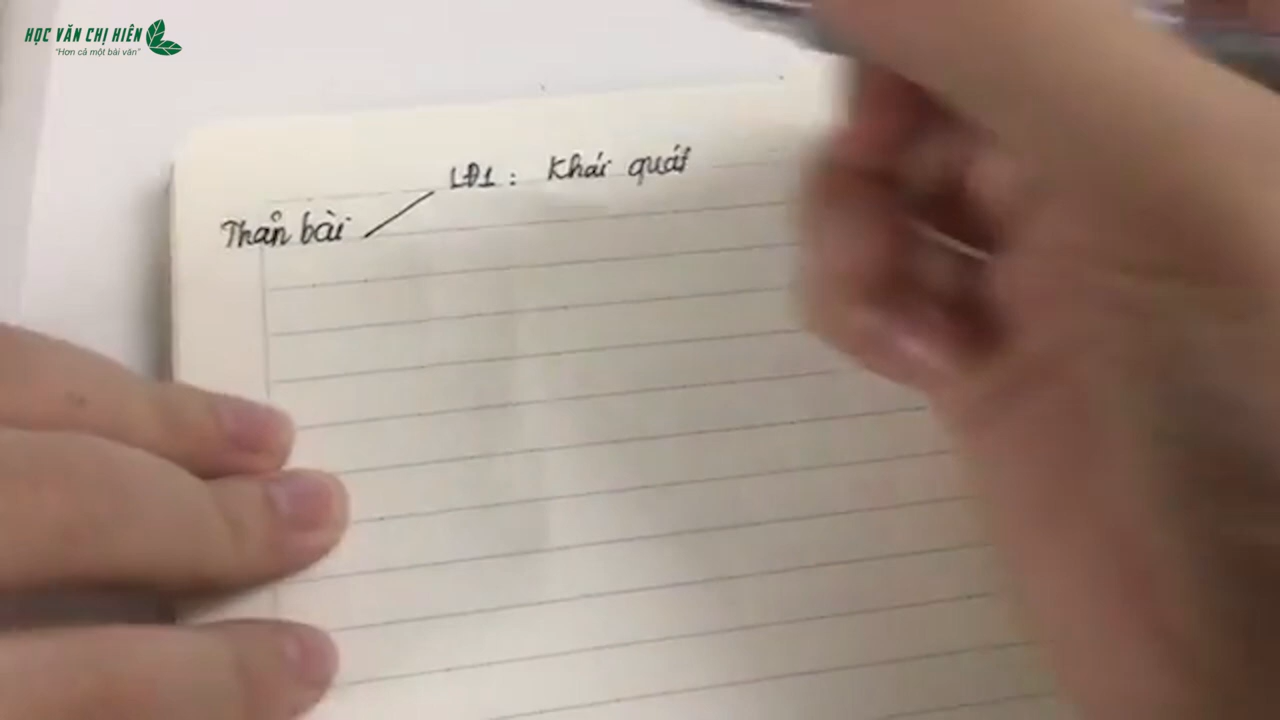 HỌC VĂN CHỊ HIÊN
"Hơn cả một bài văn"
LĐ1: Khái quát
Thân bài